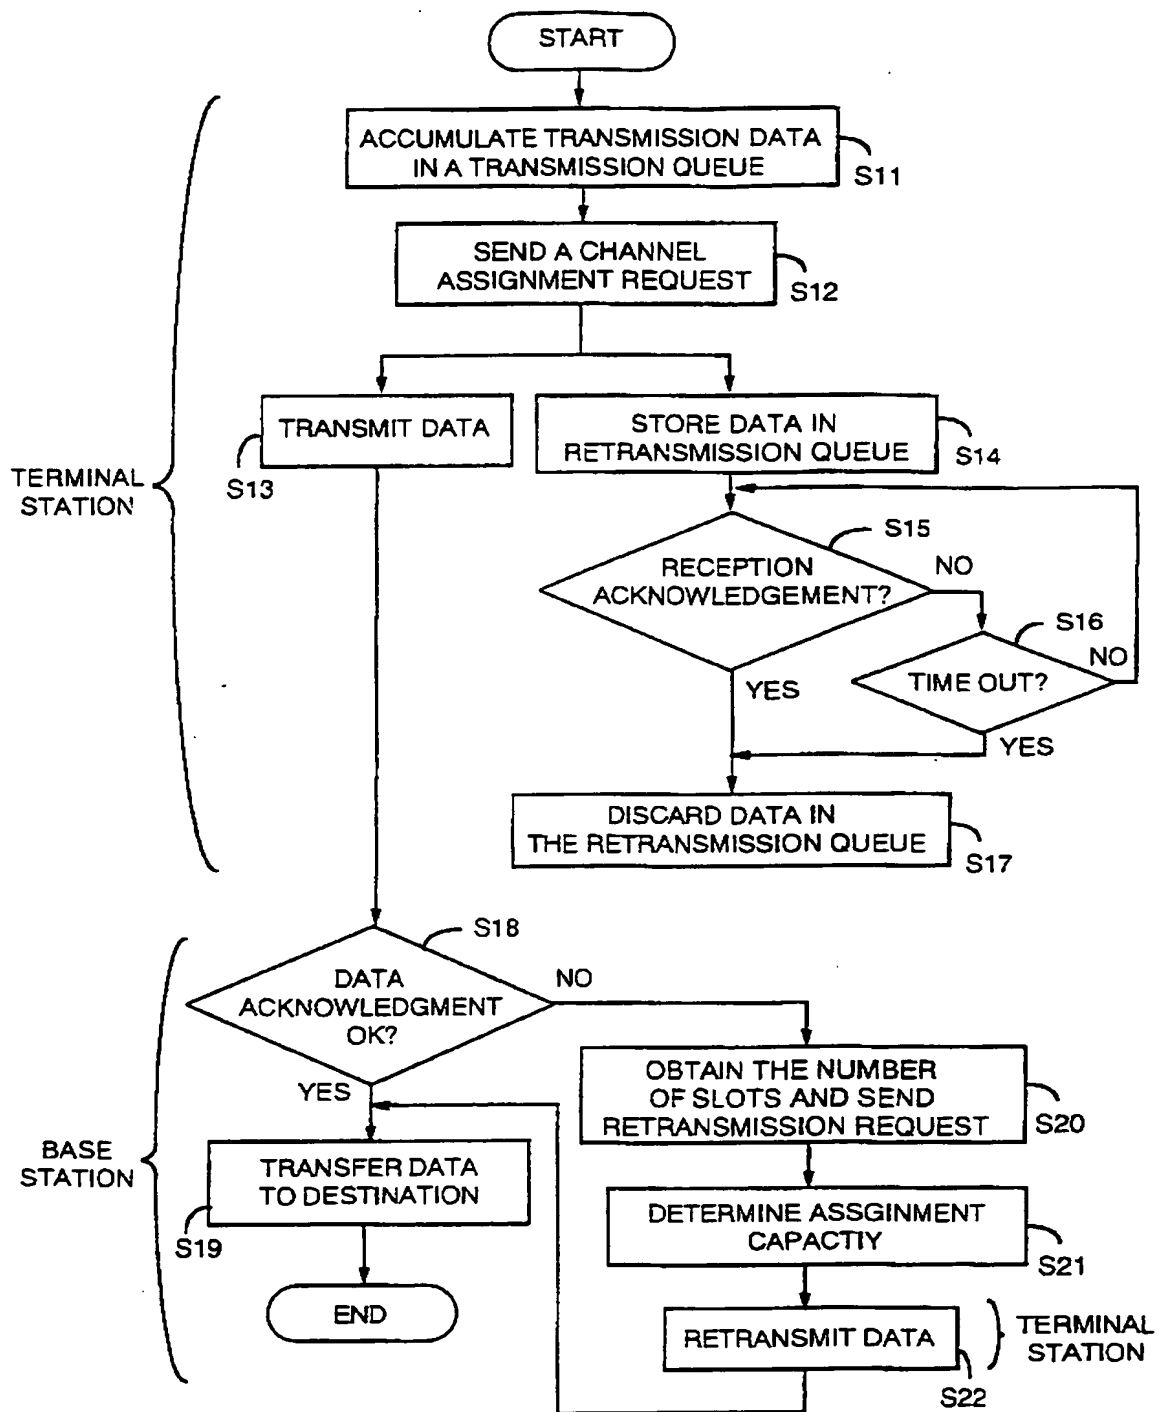 START
ACCUMULATE TRANSMISSION DATA
IN A TRANSMISSION QUEUE
S11
SEND A CHANNEL
ASSIGNMENT REQUEST
S12
TRANSMIT DATA
S13
STORE DATA IN
RETRANSMISSION QUEUE
S14
TERMINAL
STATION
S15
RECEPTION
ACKNOWLEDGEMENT?
NO
S16
TIME OUT?
NO
YES
YES
DISCARD DATA IN
THE RETRANSMISSION QUEUE
S17
S18
DATA
ACKNOWLEDGMENT
OK?
NO
YES
OBTAIN THE NUMBER
OF SLOTS AND SEND
RETRANSMISSION REQUEST
S20
BASE
STATION
TRANSFER DATA
TO DESTINATION
S19
DETERMINE ASSGINMENT
CAPACTIY
S21
END
RETRANSMIT DATA
S22
TERMINAL
STATION